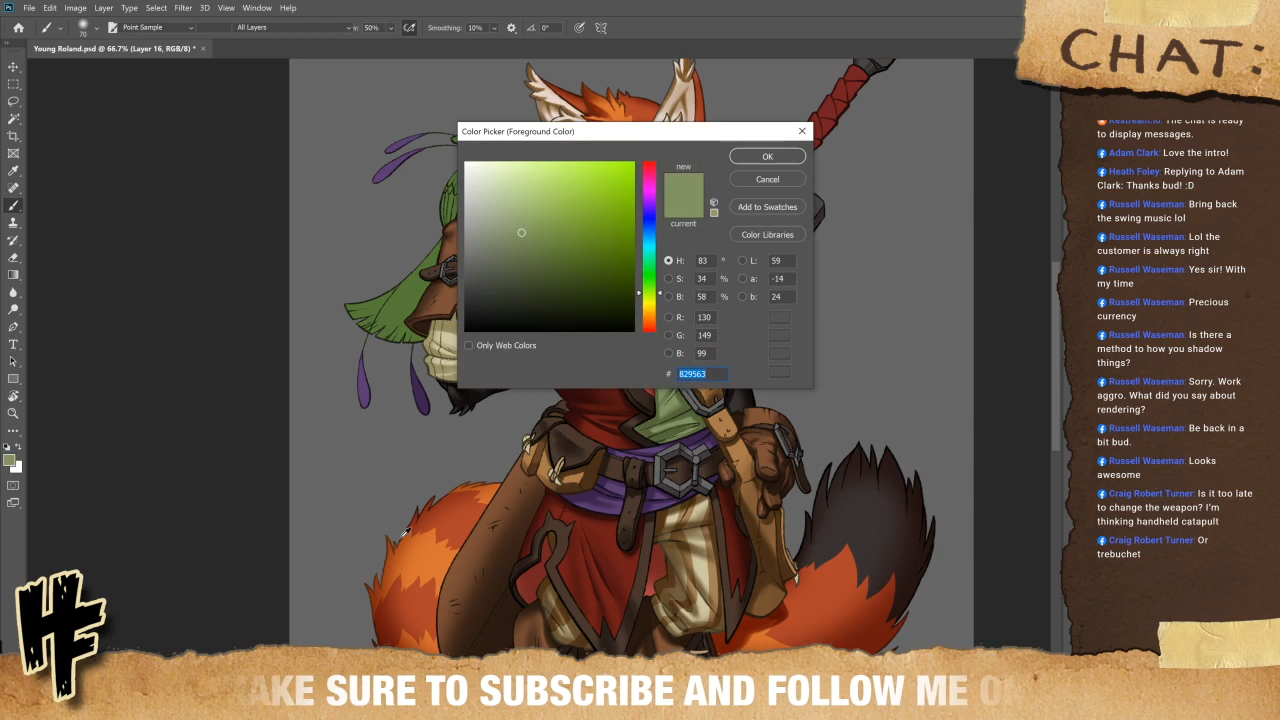 File Edit Image Layer Type Select Filter 3D View Window Help
70 Point Sample All Layers y: 50% Smoothing: 10% 0°
Young Roland.psd @ 66.7% (Layer 16, RGB/8) * ×
CHAT:
Color Picker (Foreground Color)
new
current
OK
Cancel
Add to Swatches
Color Libraries
H: 83 ° L: 59
S: 34 % a: -14
B: 58 % b: 24
R: 130
G: 149
B: 99
# 829563
Only Web Colors
Restream.io: The chat is ready
to display messages.
Adam Clark: Love the intro!
Heath Foley: Replying to Adam
Clark: Thanks bud! :D
Russell Waseman: Bring back
the swing music lol
Russell Waseman: Lol the
customer is always right
Russell Waseman: Yes sir! With
my time
Russell Waseman: Precious
currency
Russell Waseman: Is there a
method to how you shadow
things?
Russell Waseman: Sorry. Work
aggro. What did you say about
rendering?
Russell Waseman: Be back in a
bit bud.
Russell Waseman: Looks
awesome
Craig Robert Turner: Is it too late
to change the weapon? I'm
thinking handheld catapult
Craig Robert Turner: Or
trebuchet
HF
AKE SURE TO SUBSCRIBE AND FOLLOW ME O